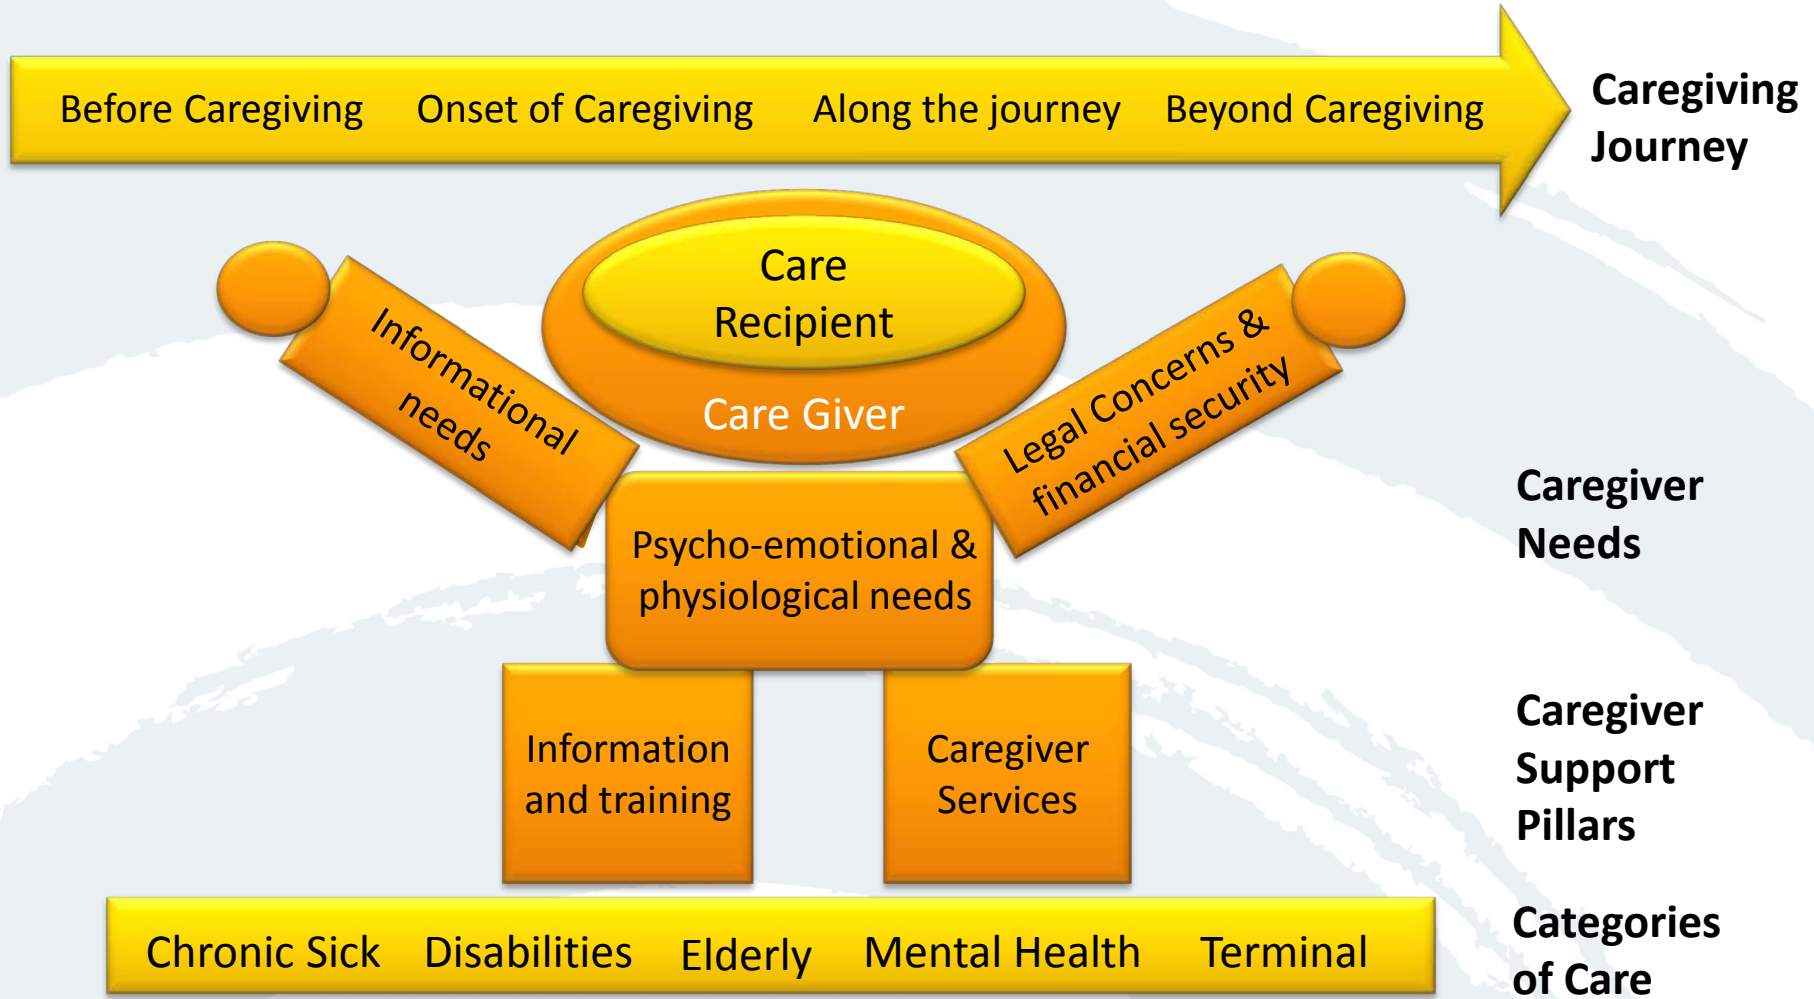 Before Caregiving Onset of Caregiving Along the journey Beyond Caregiving
Caregiving
Journey
Care
Recipient
Care Giver
Informational
needs
Legal Concerns &
financial security
Psycho-emotional &
physiological needs
Caregiver
Needs
Information
and training
Caregiver
Services
Caregiver
Support
Pillars
Chronic Sick Disabilities Elderly Mental Health Terminal
Categories
of Care